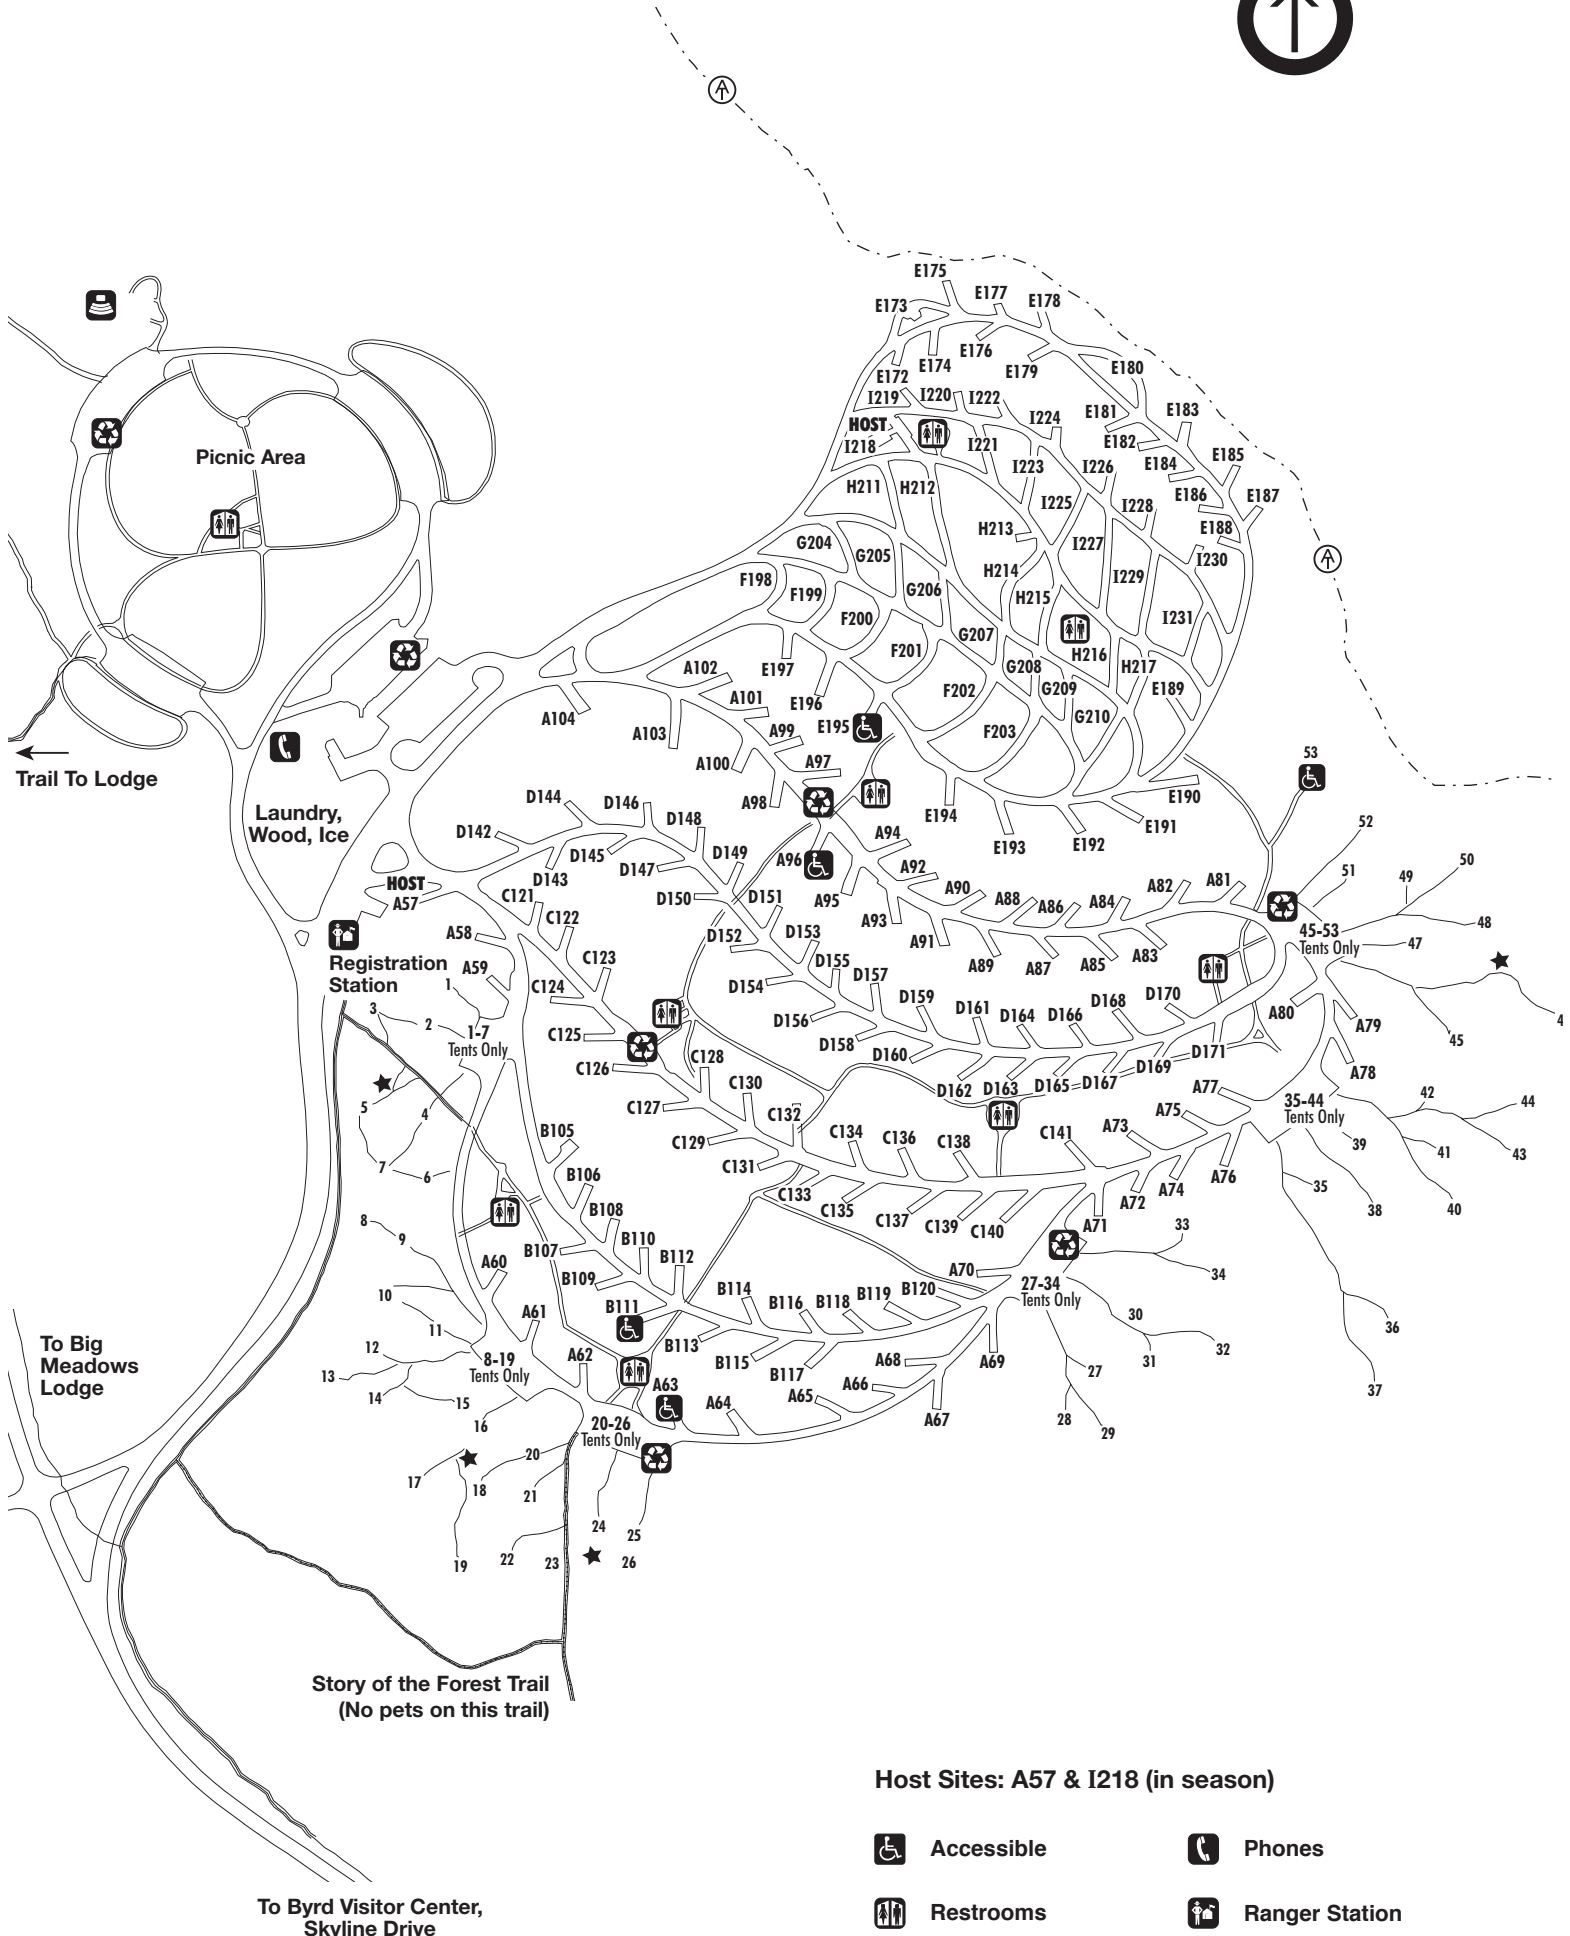 E175
E177
E178
E173
E176
E174
E179
E180
E172
I219
I220
I222
E181
E183
HOST
I218
I224
I221
E182
E185
I223
I226
E184
H211
H212
I225
E186
E187
I228
H213
E188
G204
G205
I227
I230
H214
I229
F198
F199
G206
H215
F200
I231
G207
F201
H216
G208
H217
F202
G209
E189
F203
G210
Picnic Area
A102
E197
A101
E196
A104
A103
A99
E195
A100
A97
Trail To Lodge
53
Laundry,
Wood, Ice
D144
D146
A98
E190
D142
D148
E194
E191
A94
E193
E192
52
D145
D147
D149
A96
A92
50
D143
51
49
HOST
A57
C121
D150
D151
A95
A90
A88
A86
A84
A82
A81
C122
A93
48
A58
D152
D153
A91
45-53
Tents Only
47
C123
A89
A87
A85
A83
Registration
Station
A59
D155
D157
1
C124
D154
D159
D161
D164
D166
D168
D170
3
2
D156
A80
A79
4
1-7
Tents Only
C125
D158
45
C126
C128
D160
D171
D169
A78
C130
D162
D163
D165
D167
A77
42
44
5
4
C127
C132
35-44
Tents Only
A75
B105
C129
C134
C136
C138
C141
A73
39
41
43
7
6
B106
C131
A76
C133
A74
35
B108
C135
C137
C139
C140
A72
A71
38
40
8
9
B107
B110
B112
33
A60
B109
A70
34
10
B111
B114
B116
B118
B119
B120
27-34
Tents Only
11
A61
30
36
To Big
Meadows
Lodge
12
8-19
Tents Only
A62
B113
B115
B117
A68
A69
31
32
13
14
15
A63
A65
A66
27
37
16
A64
A67
28
29
20-26
Tents Only
17
18
20
21
24
25
19
22
23
26
Story of the Forest Trail
(No pets on this trail)
Host Sites: A57 & I218 (in season)
Accessible
Phones
To Byrd Visitor Center,
Skyline Drive
Restrooms
Ranger Station